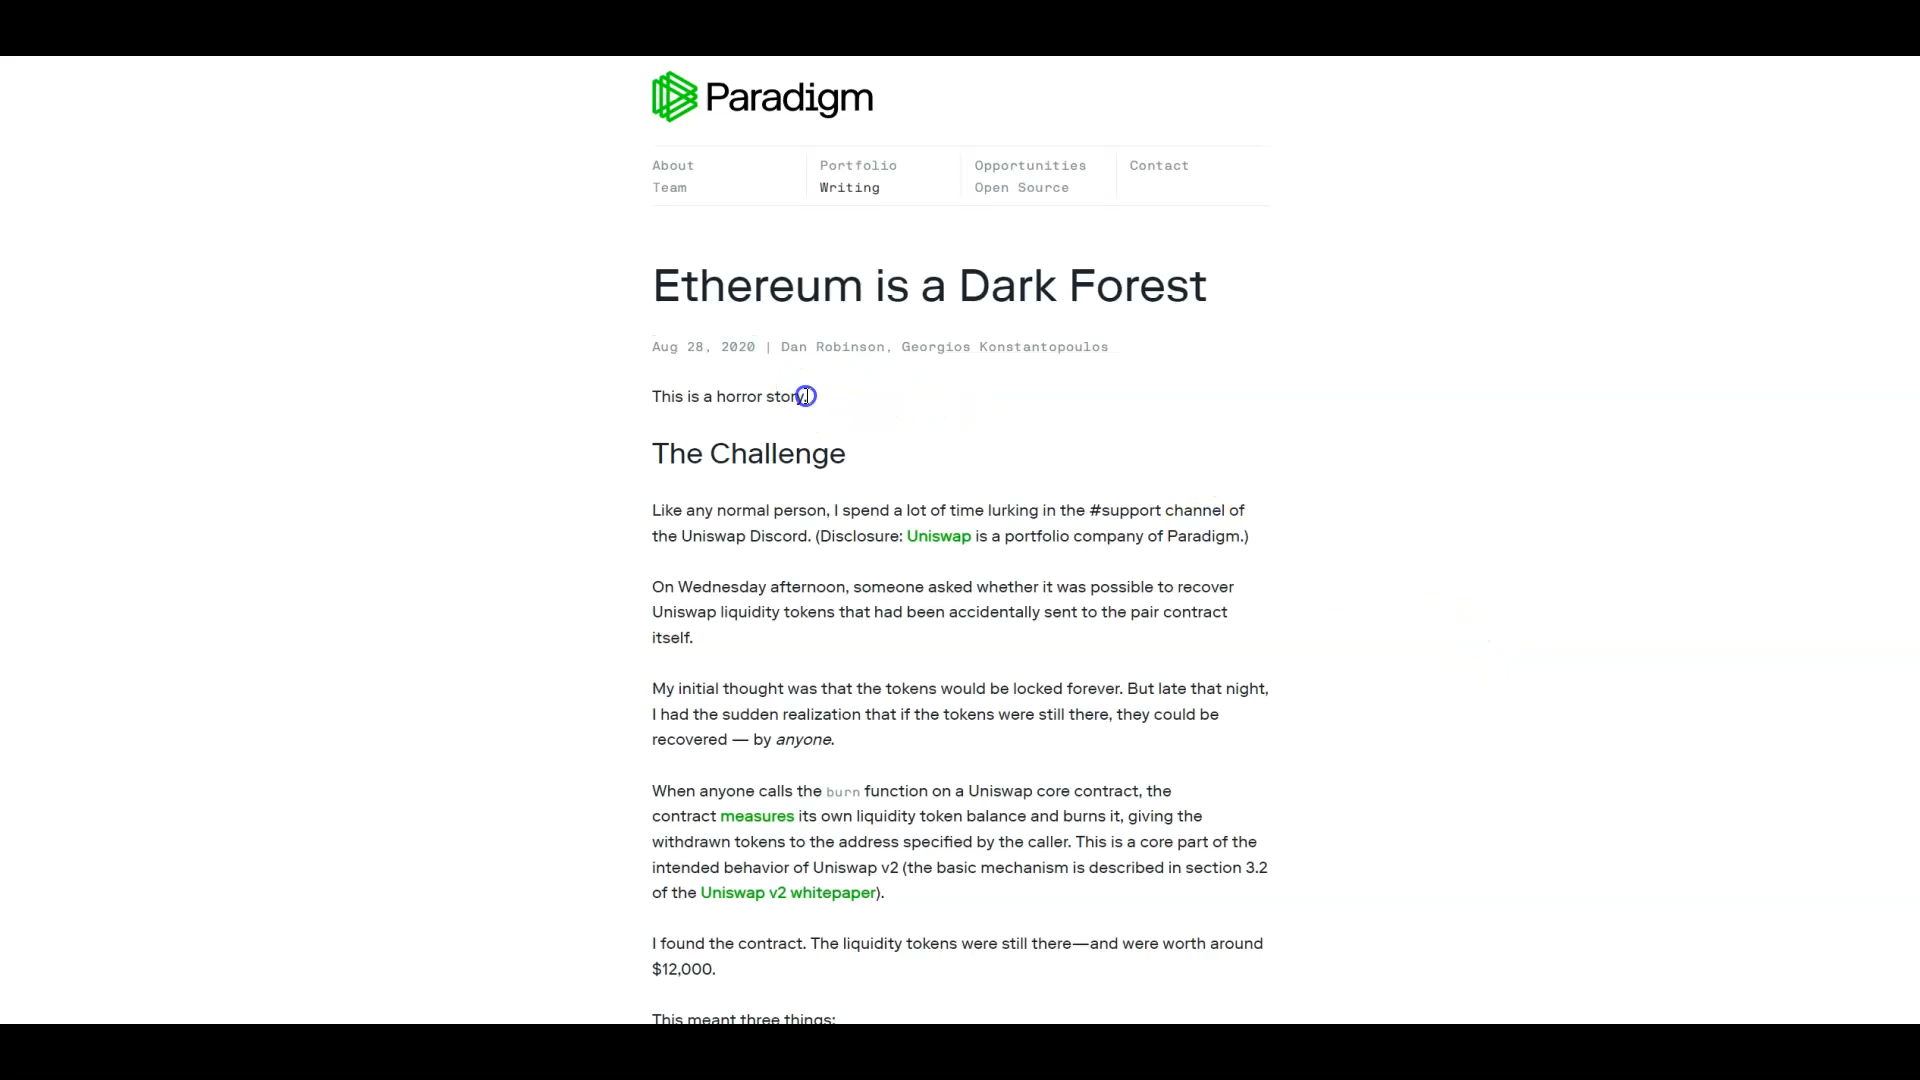 Paradigm
About
Team
Portfolio
Writing
Opportunities
Open Source
Contact
Ethereum is a Dark Forest
Aug 28, 2020 | Dan Robinson, Georgios Konstantopoulos
This is a horror story.
The Challenge
Like any normal person, I spend a lot of time lurking in the #support channel of
the Uniswap Discord. (Disclosure: Uniswap is a portfolio company of Paradigm.)
On Wednesday afternoon, someone asked whether it was possible to recover
Uniswap liquidity tokens that had been accidentally sent to the pair contract
itself.
My initial thought was that the tokens would be locked forever. But late that night,
I had the sudden realization that if the tokens were still there, they could be
recovered — by anyone.
When anyone calls the burn function on a Uniswap core contract, the
contract measures its own liquidity token balance and burns it, giving the
withdrawn tokens to the address specified by the caller. This is a core part of the
intended behavior of Uniswap v2 (the basic mechanism is described in section 3.2
of the Uniswap v2 whitepaper).
I found the contract. The liquidity tokens were still there—and were worth around
$12,000.
This meant three things: